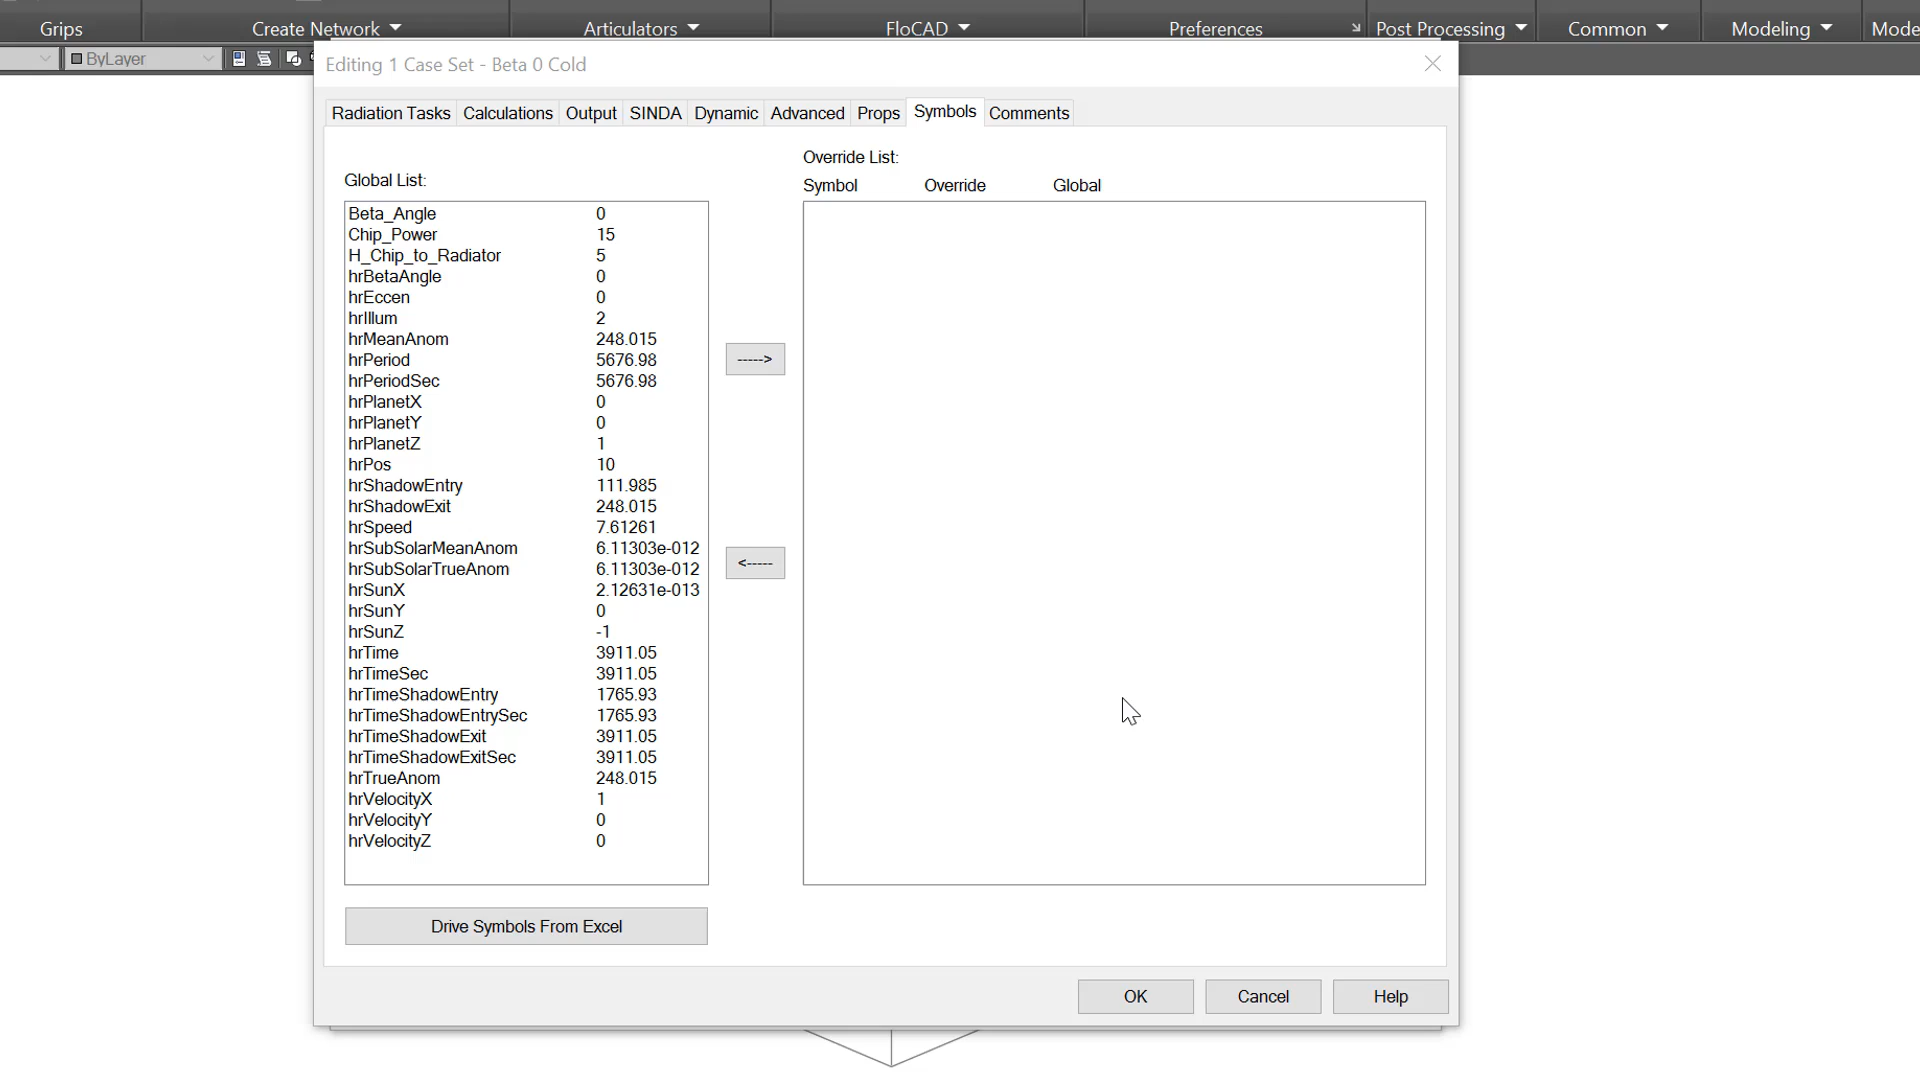 Grips Create Network Articulators FloCAD Preferences Post Processing Common Modeling Mode
ByLayer
Editing 1 Case Set - Beta 0 Cold
Radiation Tasks Calculations Output SINDA Dynamic Advanced Props Symbols Comments
Override List:
Global List:
Symbol Override Global
Beta_Angle 0
Chip_Power 15
H_Chip_to_Radiator 5
hrBetaAngle 0
hrEccen 0
hrIllum 2
hrMeanAnom 248.015
hrPeriod 5676.98
hrPeriodSec 5676.98
hrPlanetX 0
hrPlanetY 0
hrPlanetZ 1
hrPos 10
hrShadowEntry 111.985
hrShadowExit 248.015
hrSpeed 7.61261
hrSubSolarMeanAnom 6.11303e-012
hrSubSolarTrueAnom 6.11303e-012
hrSunX 2.12631e-013
hrSunY 0
hrSunZ -1
hrTime 3911.05
hrTimeSec 3911.05
hrTimeShadowEntry 1765.93
hrTimeShadowEntrySec 1765.93
hrTimeShadowExit 3911.05
hrTimeShadowExitSec 3911.05
hrTrueAnom 248.015
hrVelocityX 1
hrVelocityY 0
hrVelocityZ 0
----->
<-----
Drive Symbols From Excel
OK Cancel Help